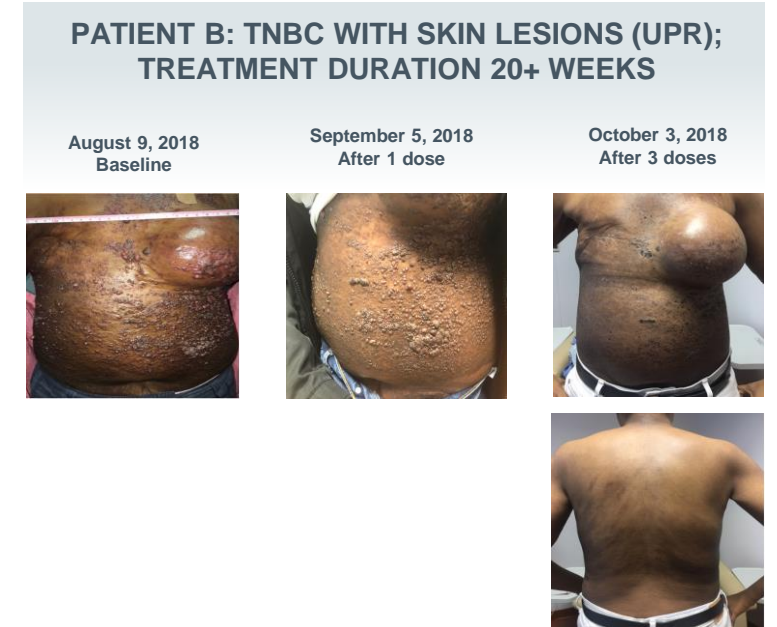 PATIENT B: TNBC WITH SKIN LESIONS (UPR);
TREATMENT DURATION 20+ WEEKS
August 9, 2018
Baseline
September 5, 2018
After 1 dose
October 3, 2018
After 3 doses